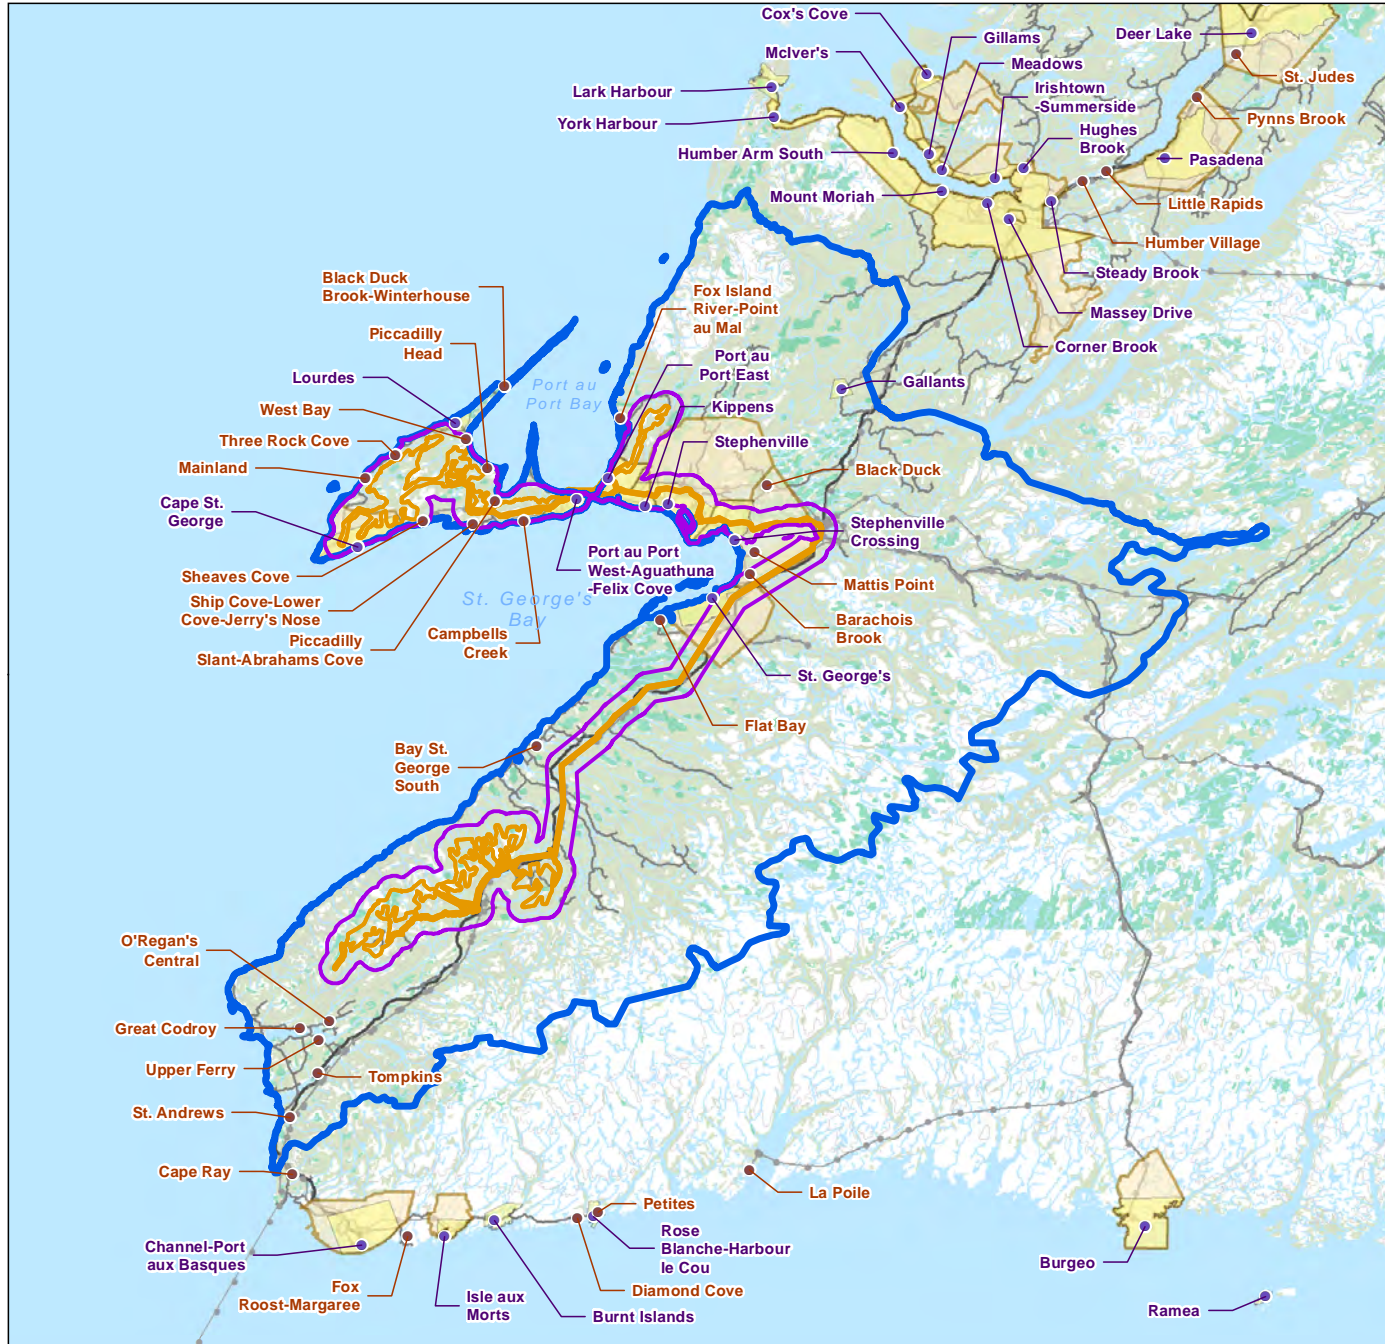 Cox's Cove
Gillams
Deer Lake
McIver's
Meadows
St. Judes
Lark Harbour
Irishtown
-Summerside
York Harbour
Pynns Brook
Hughes
Brook
Humber Arm South
Pasadena
Mount Moriah
Little Rapids
Humber Village
Steady Brook
Massey Drive
Corner Brook
Black Duck
Brook-Winterhouse
Fox Island
River-Point
au Mal
Piccadilly
Head
Port au
Port East
Lourdes
Port au
Port Bay
Gallants
West Bay
Kippens
Three Rock Cove
Stephenville
Mainland
Black Duck
Cape St.
George
Stephenville
Crossing
Port au Port
West-Aguathuna
-Felix Cove
Sheaves Cove
Mattis Point
Ship Cove-Lower
Cove-Jerry's Nose
St. George's
Bay
Barachois
Brook
Piccadilly
Slant-Abrahams Cove
Campbells
Creek
St. George's
Flat Bay
Bay St.
George
South
O'Regan's
Central
Great Codroy
Upper Ferry
Tompkins
St. Andrews
Cape Ray
La Poile
Petites
Channel-Port
aux Basques
Rose
Blanche-Harbour
le Cou
Burgeo
Fox
Roost-Margaree
Isle aux
Morts
Diamond Cove
Burnt Islands
Ramea